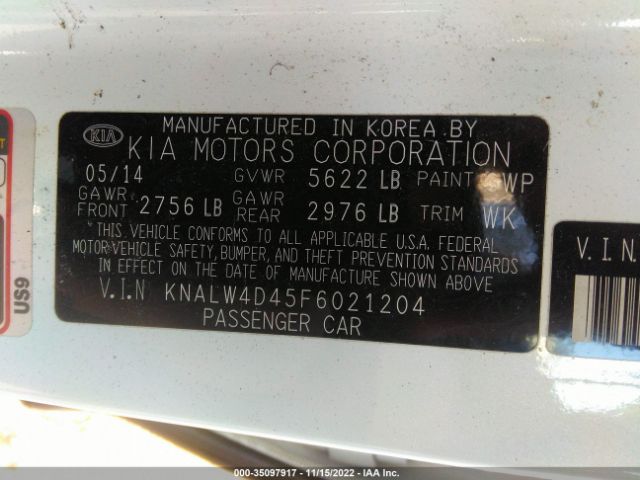 MANUFACTURED IN KOREA BY
KIA
KIA MOTORS CORPORATION
05/14 GVWR 5622 LB PAINT WP
GAWR FRONT 2756 LB GAWR REAR 2976 LB TRIM WK
THIS VEHICLE CONFORMS TO ALL APPLICABLE U.S.A. FEDERAL
MOTOR VEHICLE SAFETY, BUMPER, AND THEFT PREVENTION STANDARDS
IN EFFECT ON THE DATE OF MANUFACTURE SHOWN ABOVE
V.I.N KNALW4D45F6021204
PASSENGER CAR
US9
V.I.N
000-35097917 - 11/15/2022 - IAA Inc.